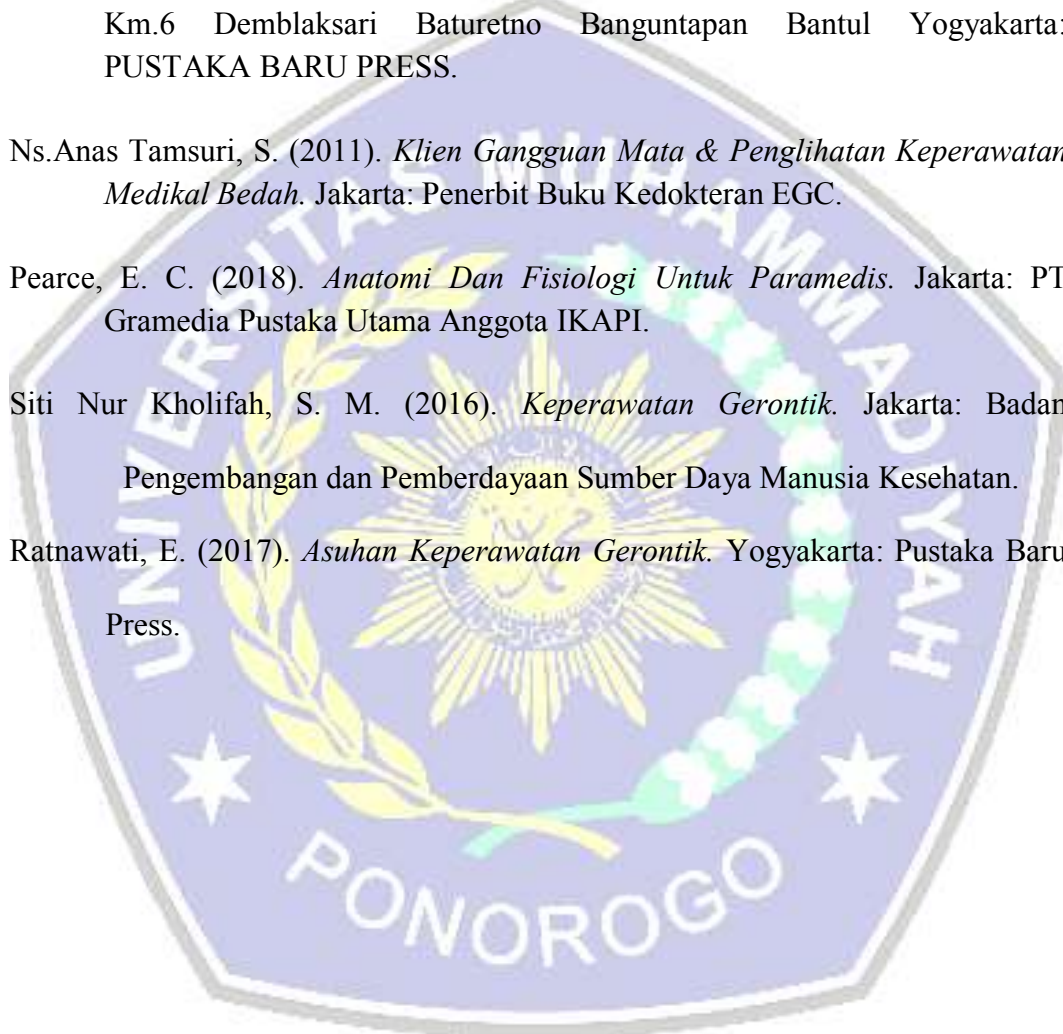 Km.6 Demblaksari Baturetno Banguntapan Bantul Yogyakarta:
PUSTAKA BARU PRESS.
Ns.Anas Tamsuri, S. (2011). Klien Gangguan Mata & Penglihatan Keperawatan
Medikal Bedah. Jakarta: Penerbit Buku Kedokteran EGC.
Pearce, E. C. (2018). Anatomi Dan Fisiologi Untuk Paramedis. Jakarta: PT
Gramedia Pustaka Utama Anggota IKAPI.
Siti Nur Kholifah, S. M. (2016). Keperawatan Gerontik. Jakarta: Badan
Pengembangan dan Pemberdayaan Sumber Daya Manusia Kesehatan.
Ratnawati, E. (2017). Asuhan Keperawatan Gerontik. Yogyakarta: Pustaka Baru
Press.
UNIVERSITAS MUHAMMADIYAH
PONOROGO